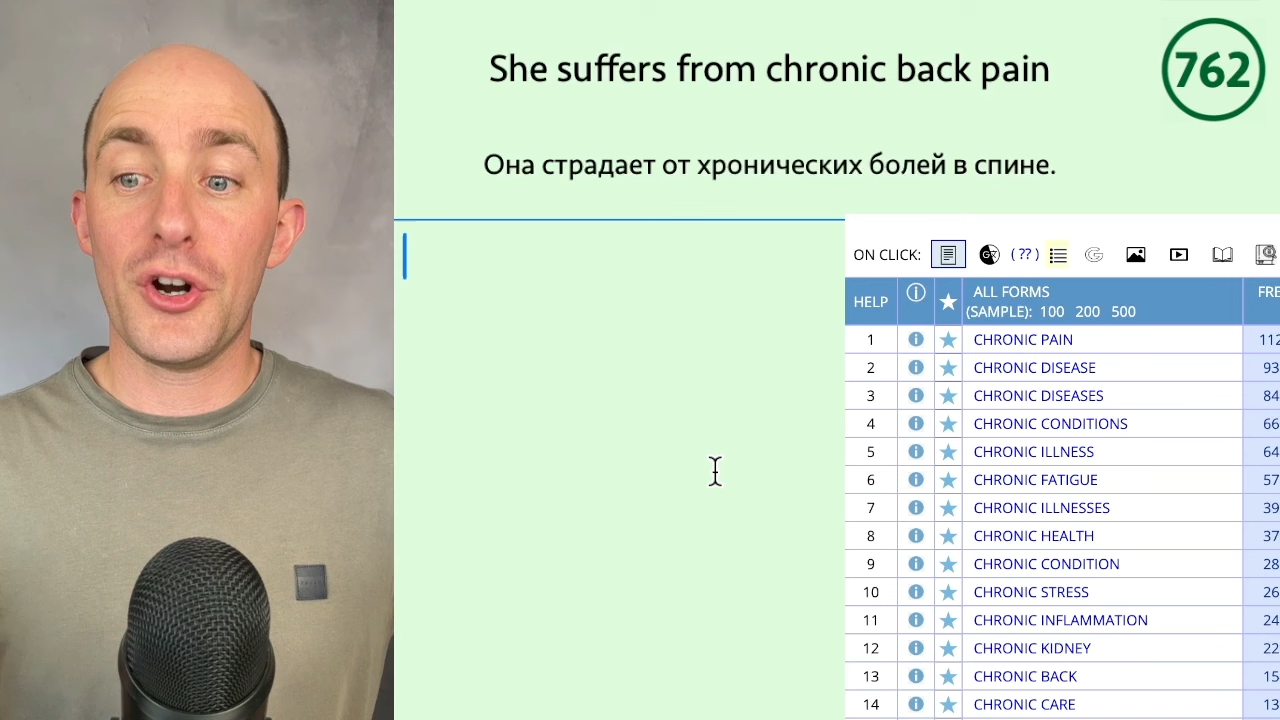 She suffers from chronic back pain
762
Она страдает от хронических болей в спине.
ON CLICK: (??)
HELP ALL FORMS FRE
(SAMPLE): 100 200 500
1 CHRONIC PAIN 112
2 CHRONIC DISEASE 93
3 CHRONIC DISEASES 84
4 CHRONIC CONDITIONS 66
5 CHRONIC ILLNESS 64
6 CHRONIC FATIGUE 57
7 CHRONIC ILLNESSES 39
8 CHRONIC HEALTH 37
9 CHRONIC CONDITION 28
10 CHRONIC STRESS 26
11 CHRONIC INFLAMMATION 24
12 CHRONIC KIDNEY 22
13 CHRONIC BACK 15
14 CHRONIC CARE 13